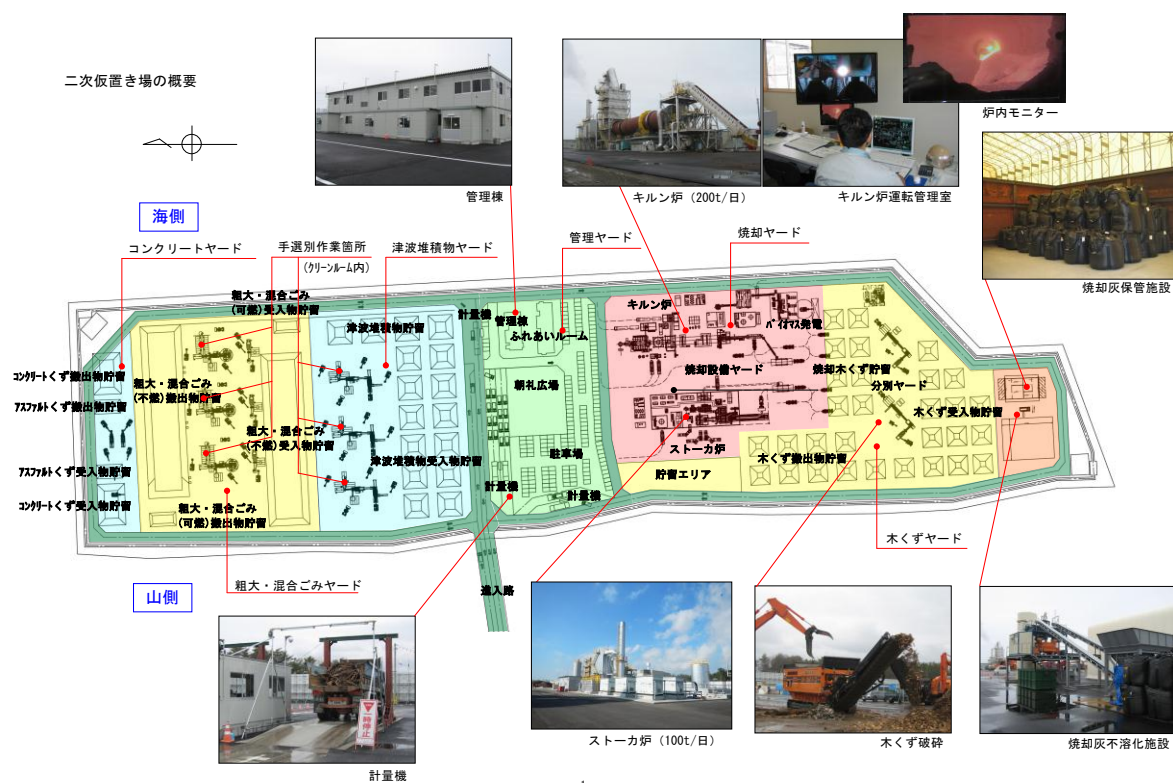 二次仮置き場の概要
炉内モニター
管理棟
キルン炉（200t/日）
キルン炉運転管理室
海側
焼却灰保管施設
コンクリートヤード
手選別作業箇所
（クリーンルーム内）
津波堆積物ヤード
管理ヤード
焼却ヤード
粗大・混合ごみ
(可燃)受入物貯留
計量機
管理棟
ふれあいルーム
キルン炉
バイオマス発電
津波堆積物貯留
コンクリートくず搬出物貯留
粗大・混合ごみ
(不燃)搬出物貯留
朝礼広場
焼却設備ヤード
焼却木くず貯留
分別ヤード
アスファルトくず搬出物貯留
木くず受入物貯留
粗大・混合ごみ
(不燃)受入物貯留
ストーカ炉
駐車場
津波堆積物受入物貯留
木くず搬出物貯留
アスファルトくず受入物貯留
貯留エリア
計量機
計量機
コンクリートくず受入物貯留
粗大・混合ごみ
(可燃)搬出物貯留
木くずヤード
粗大・混合ごみヤード
進入路
山側
一時停止
計量機
ストーカ炉（100t/日）
木くず破砕
焼却灰不溶化施設